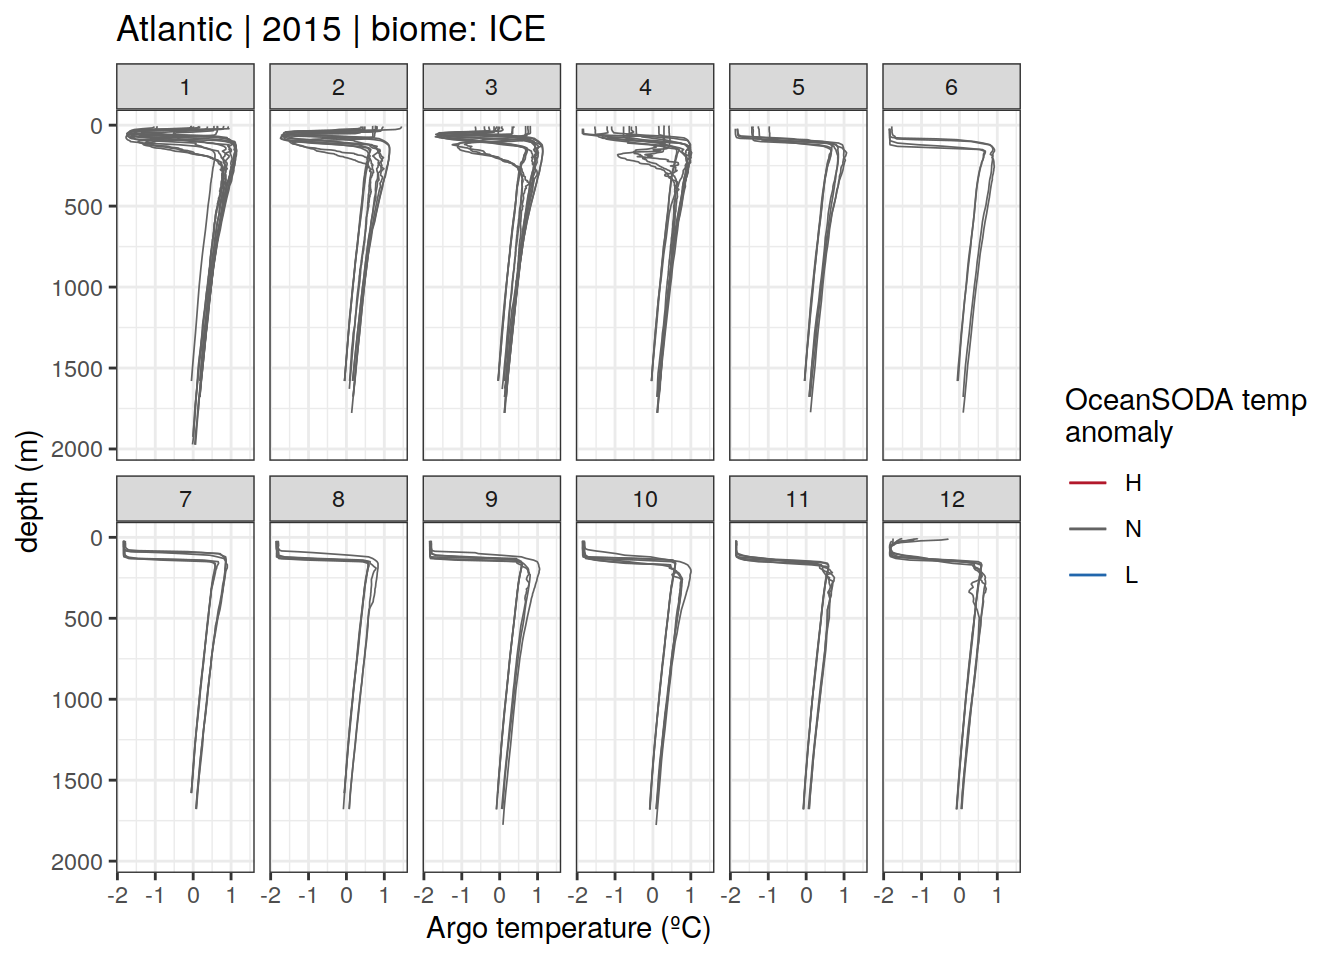 Atlantic | 2015 | biome: ICE
1 2 3 4 5 6
0
500
1000
1500
2000
7 8 9 10 11 12
0
500
1000
1500
2000
-2 -1 0 1 -2 -1 0 1 -2 -1 0 1 -2 -1 0 1 -2 -1 0 1 -2 -1 0 1
Argo temperature (ºC)
depth (m)
OceanSODA temp
anomaly
H
N
L